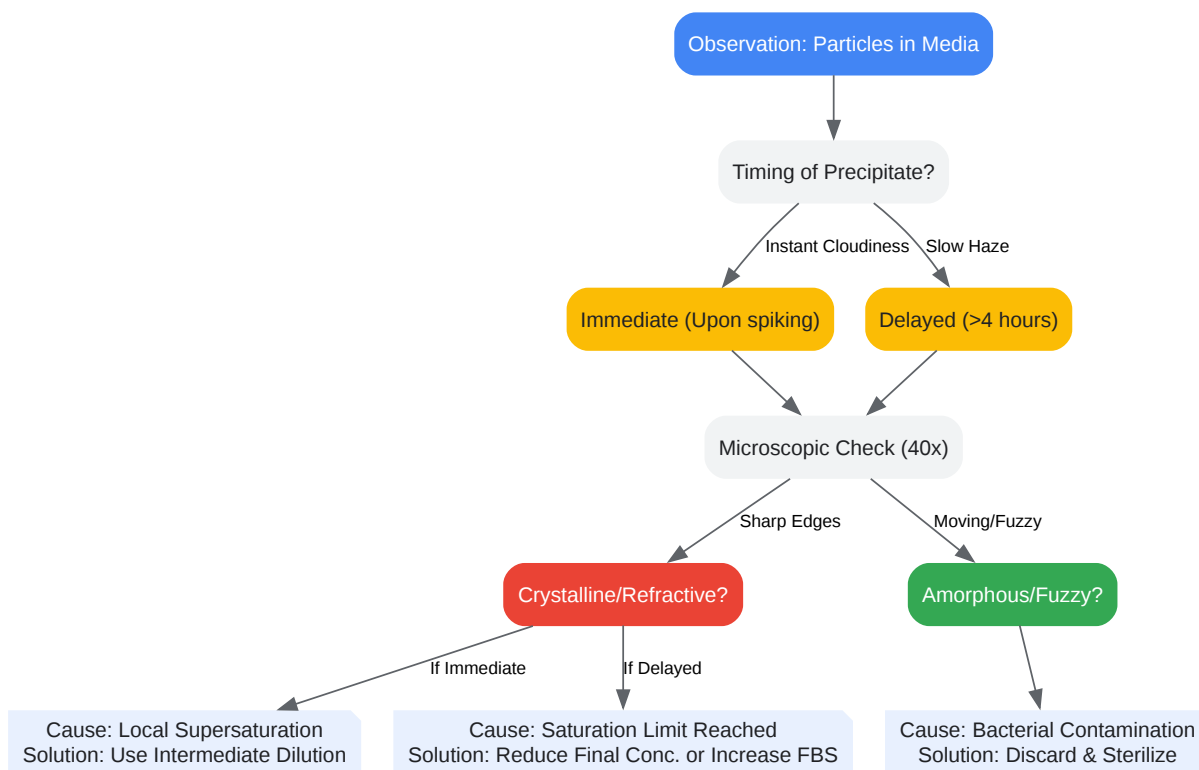 Observation: Particles in Media
Timing of Precipitate?
Instant Cloudiness
Slow Haze
Immediate (Upon spiking)
Delayed (>4 hours)
Microscopic Check (40x)
Sharp Edges
Moving/Fuzzy
Crystalline/Refractive?
Amorphous/Fuzzy?
If Immediate
If Delayed
Cause: Local Supersaturation
Solution: Use Intermediate Dilution
Cause: Saturation Limit Reached
Solution: Reduce Final Conc. or Increase FBS
Cause: Bacterial Contamination
Solution: Discard & Sterilize